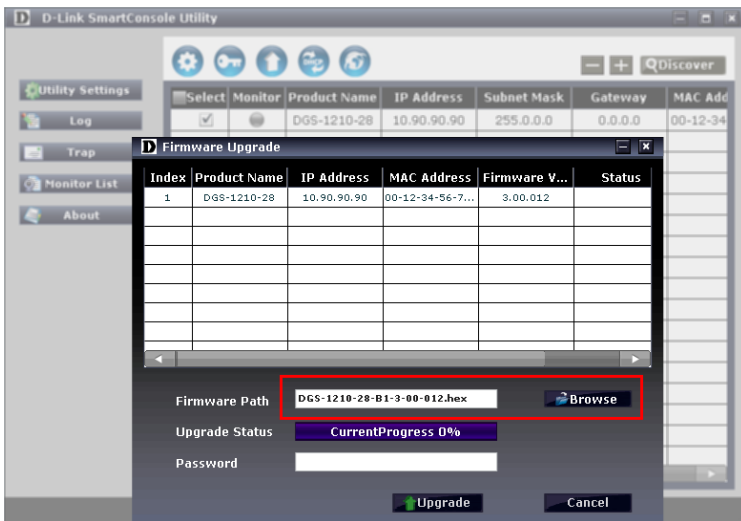 D-Link SmartConsole Utility
Discover
Utility Settings
Log
Trap
Monitor List
About
Select Monitor Product Name IP Address Subnet Mask Gateway MAC Add
DGS-1210-28 10.90.90.90 255.0.0.0 0.0.0.0 00-12-34
D Firmware Upgrade
Index Product Name IP Address MAC Address Firmware V... Status
1 DGS-1210-28 10.90.90.90 00-12-34-56-7... 3.00.012
Firmware Path DGS-1210-28-B1-3-00-012.hex Browse
Upgrade Status CurrentProgress 0%
Password
Upgrade Cancel